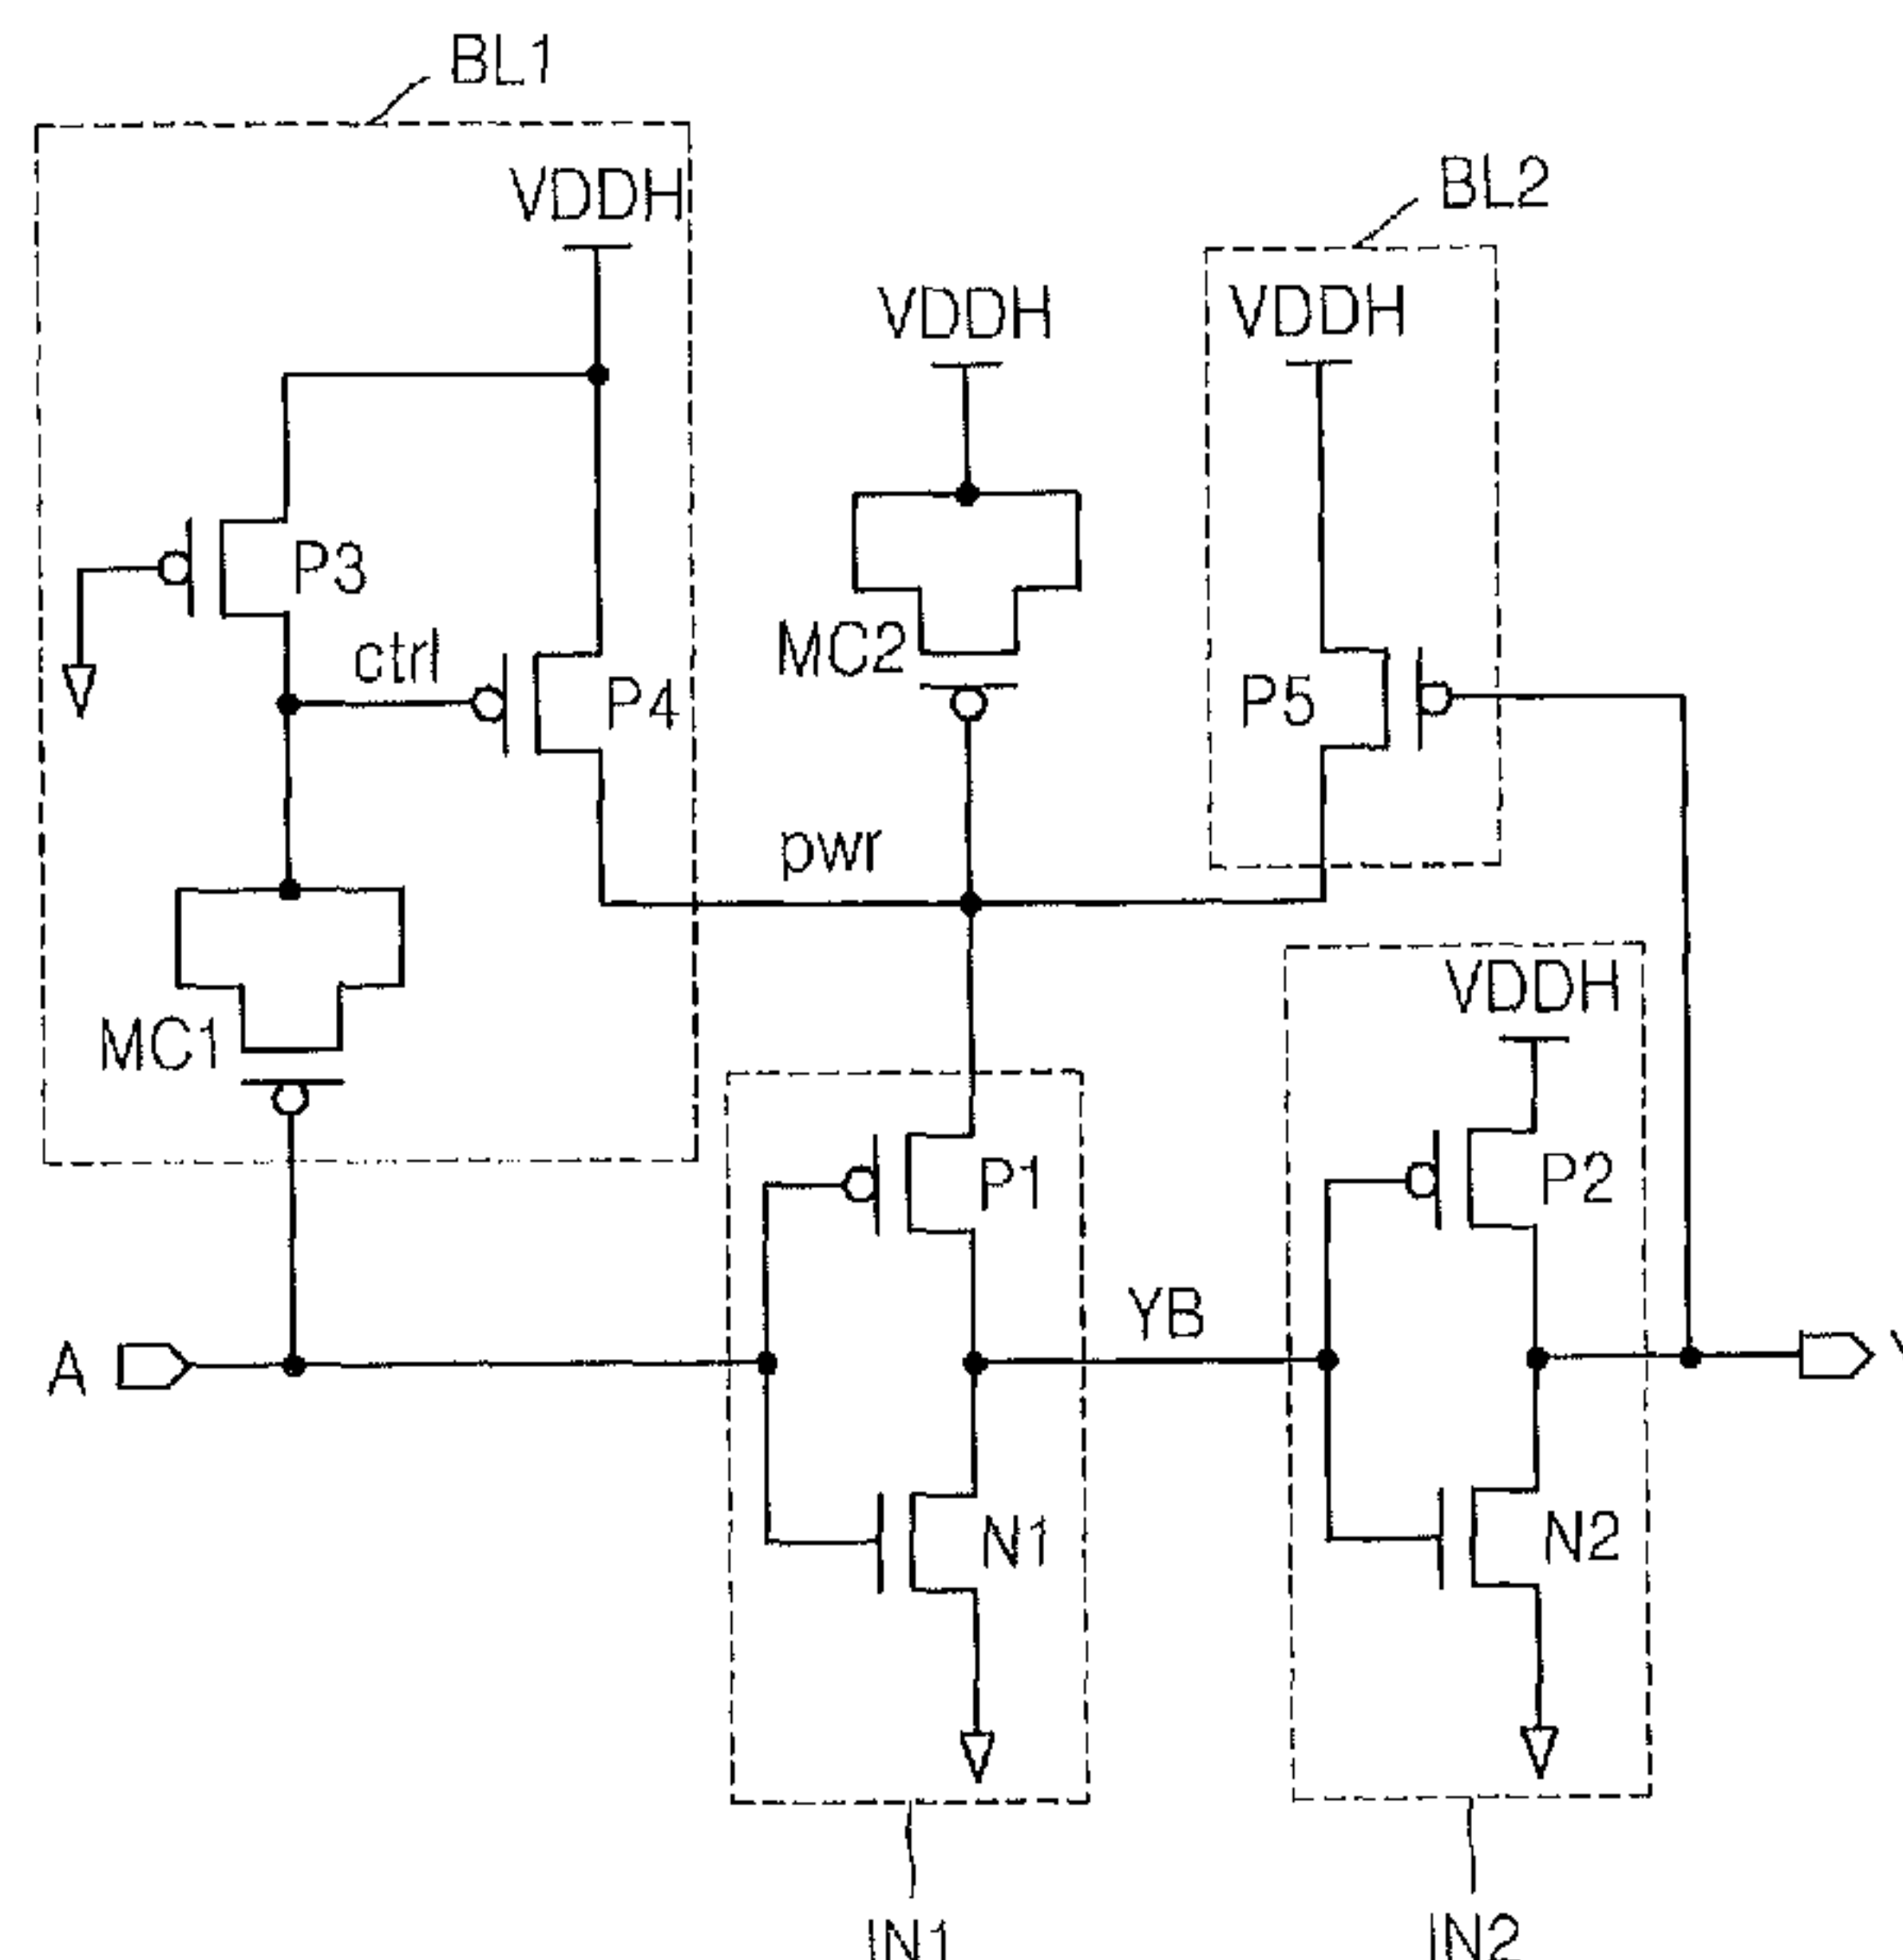 BL1
VDDH
BL2
VDDH
VDDH
P3
ctrl
P4
MC2
P5
pwr
VDDH
MC1
P1
P2
YB
A
N1
N2
IN1
IN2